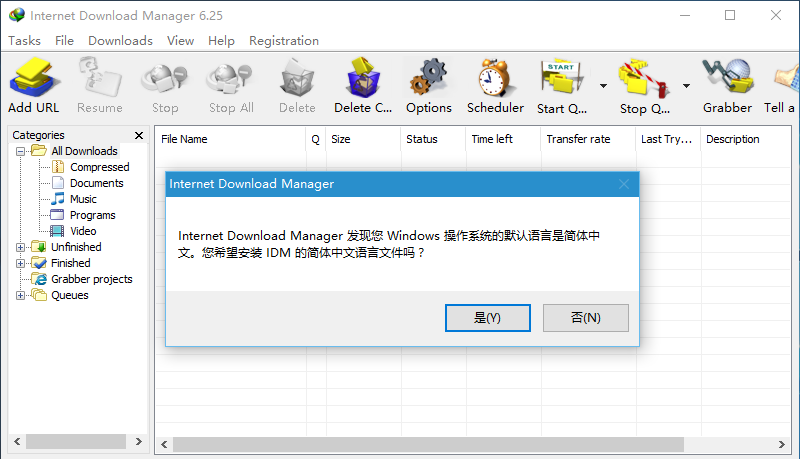 Internet Download Manager 6.25
Tasks File Downloads View Help Registration
Add URL Resume Stop Stop All Delete Delete C... Options Scheduler Start Q... Stop Q... Grabber Tell a
START
Categories
File Name Q Size Status Time left Transfer rate Last Try... Description
All Downloads
Compressed
Documents
Music
Programs
Video
Unfinished
Finished
Grabber projects
Queues
Internet Download Manager
Internet Download Manager 发现您 Windows 操作系统的默认语言是简体中
文。您希望安装 IDM 的简体中文语言文件吗？
是(Y) 否(N)